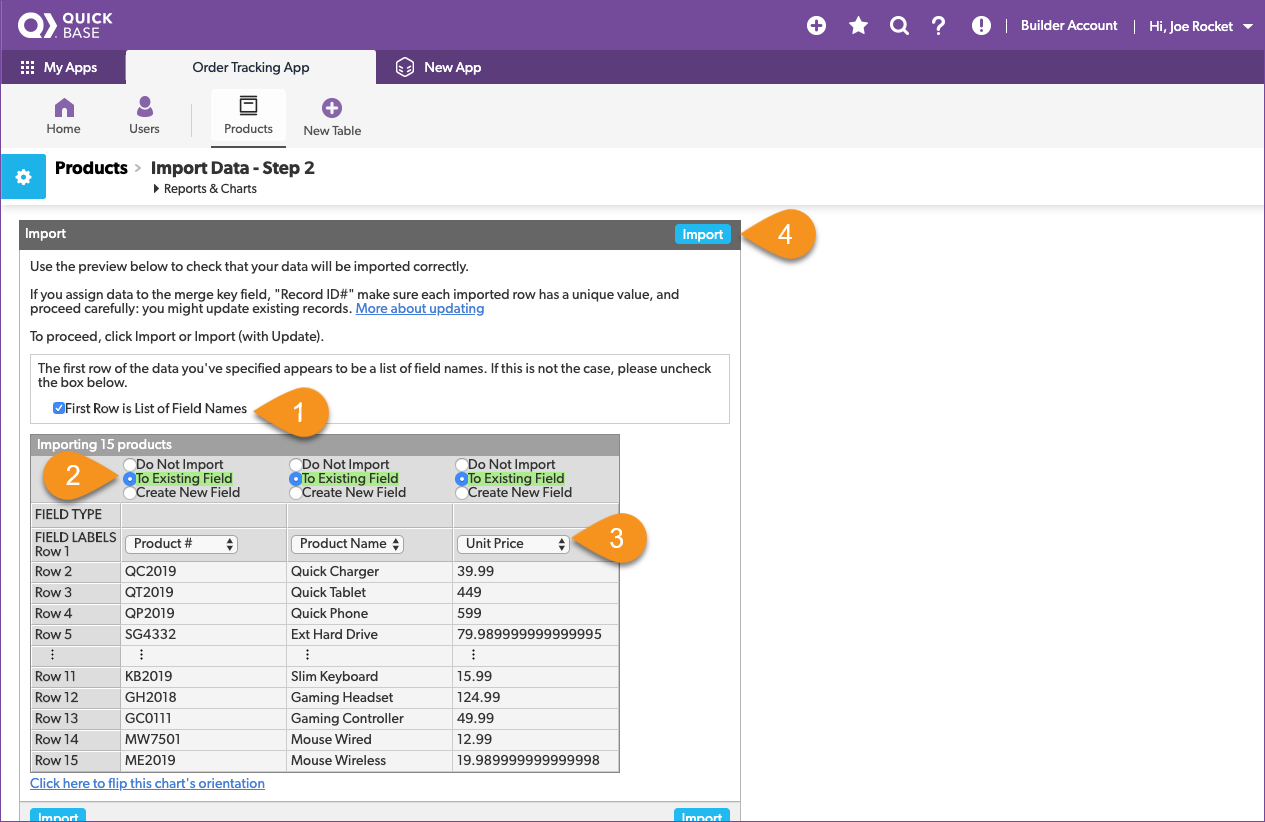 QUICK
BASE
Builder Account
Hi, Joe Rocket
My Apps
Order Tracking App
New App
Home
Users
Products
New Table
Products > Import Data - Step 2
Reports & Charts
Import
Import
4
Use the preview below to check that your data will be imported correctly.
If you assign data to the merge key field, "Record ID#" make sure each imported row has a unique value, and
proceed carefully: you might update existing records. More about updating
To proceed, click Import or Import (with Update).
The first row of the data you've specified appears to be a list of field names. If this is not the case, please uncheck
the box below.
First Row is List of Field Names
1
Importing 15 products
2
Do Not Import Do Not Import Do Not Import
To Existing Field To Existing Field To Existing Field
Create New Field Create New Field Create New Field
FIELD TYPE
FIELD LABELS
Row 1 Product # Product Name Unit Price
3
Row 2 QC2019 Quick Charger 39.99
Row 3 QT2019 Quick Tablet 449
Row 4 QP2019 Quick Phone 599
Row 5 SG4332 Ext Hard Drive 79.989999999999995
⋮ ⋮ ⋮ ⋮
Row 11 KB2019 Slim Keyboard 15.99
Row 12 GH2018 Gaming Headset 124.99
Row 13 GC0111 Gaming Controller 49.99
Row 14 MW7501 Mouse Wired 12.99
Row 15 ME2019 Mouse Wireless 19.989999999999998
Click here to flip this chart's orientation
Import
Import